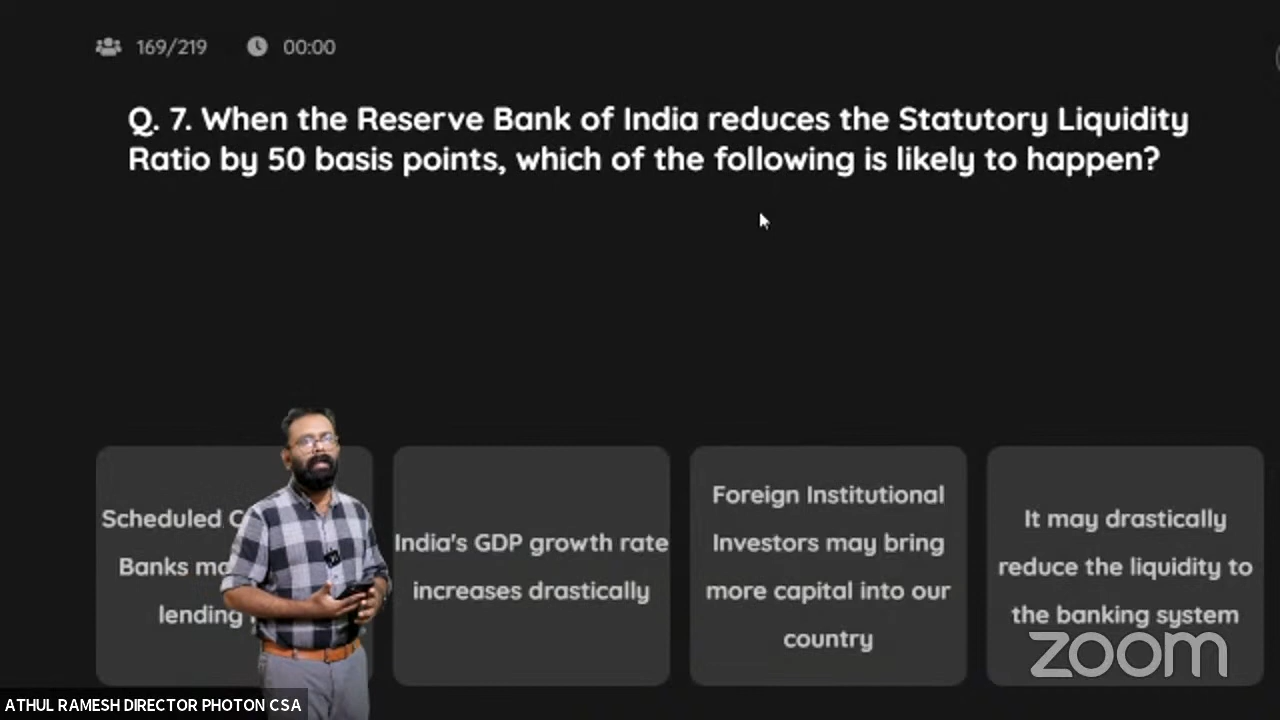 169/219 00:00
Q. 7. When the Reserve Bank of India reduces the Statutory Liquidity
Ratio by 50 basis points, which of the following is likely to happen?
Scheduled
Banks
lending
India's GDP growth rate
increases drastically
Foreign Institutional
Investors may bring
more capital into our
country
It may drastically
reduce the liquidity to
the banking system
zoom
ATHUL RAMESH DIRECTOR PHOTON CSA